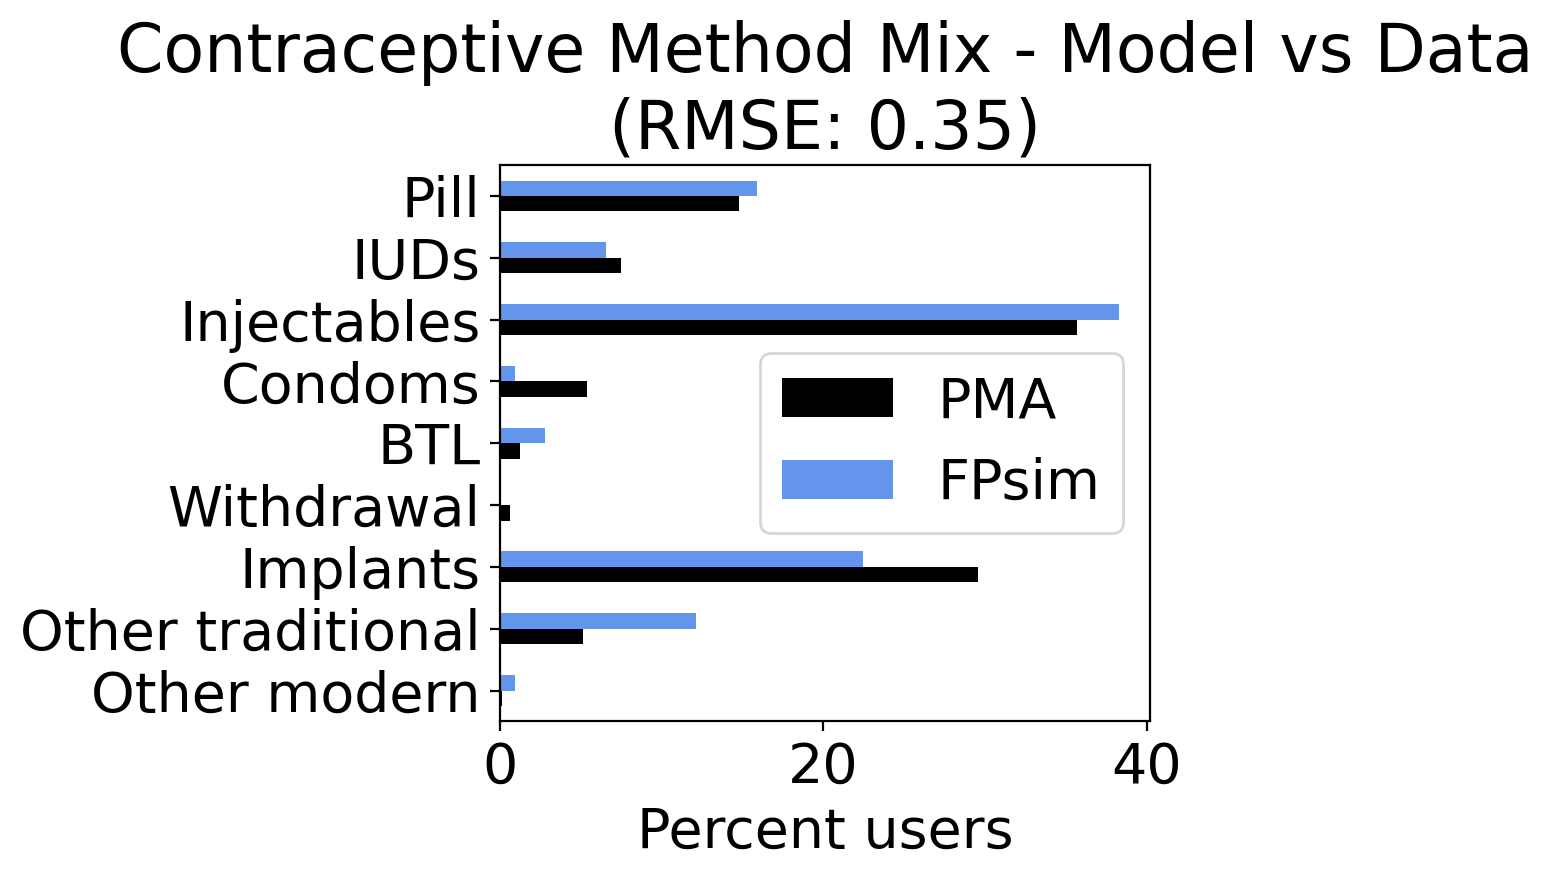 Contraceptive Method Mix - Model vs Data
(RMSE: 0.35)
Pill
IUDs
Injectables
Condoms
BTL
Withdrawal
Implants
Other traditional
Other modern
PMA
FPsim
0 20 40
Percent users